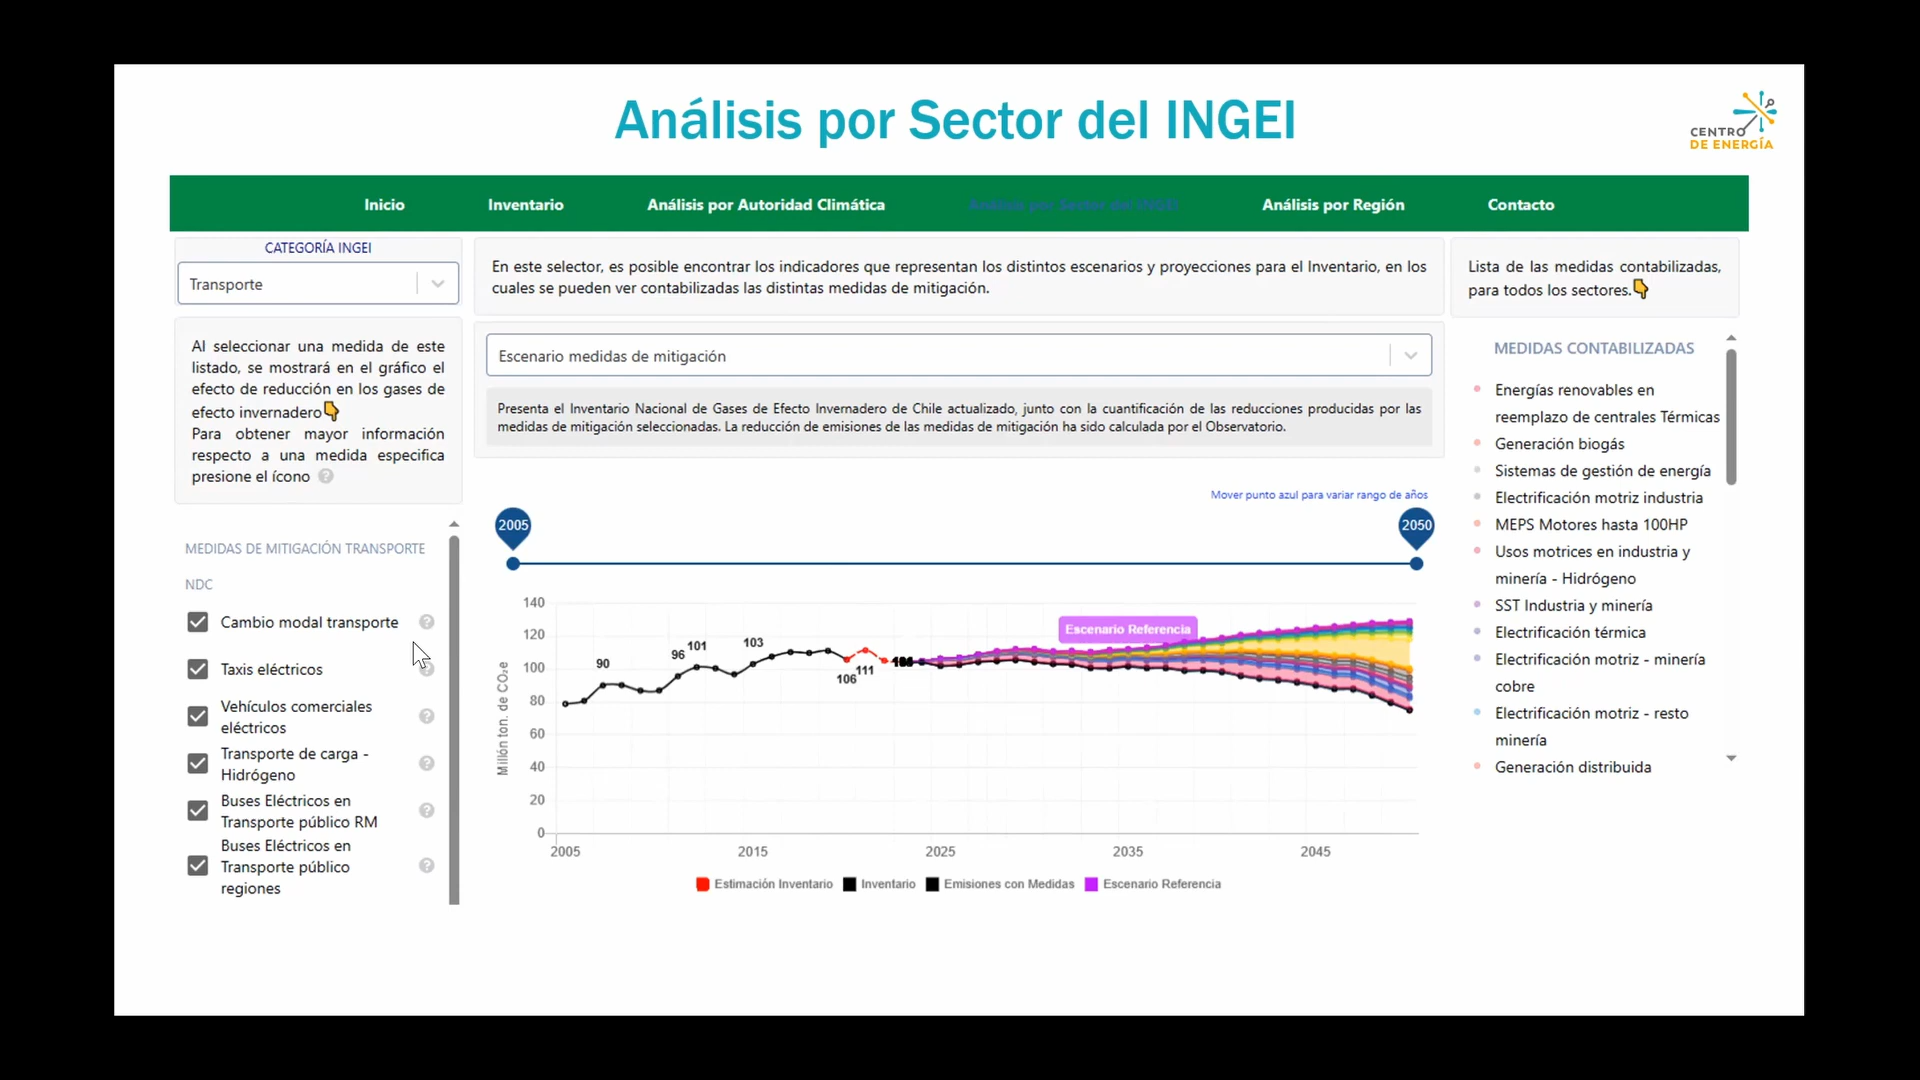 Análisis por Sector del INGEI
CENTRO
DE ENERGÍA
Inicio
Inventario
Análisis por Autoridad Climática
Análisis por Sector del INGEI
Análisis por Región
Contacto
CATEGORÍA INGEI
Transporte
Al seleccionar una medida de este
listado, se mostrará en el gráfico el
efecto de reducción en los gases de
efecto invernadero
Para obtener mayor información
respecto a una medida especifica
presione el ícono ?
MEDIDAS DE MITIGACIÓN TRANSPORTE
NDC
Cambio modal transporte ?
Taxis eléctricos ?
Vehículos comerciales
eléctricos ?
Transporte de carga -
Hidrógeno ?
Buses Eléctricos en
Transporte público RM ?
Buses Eléctricos en
Transporte público
regiones ?
En este selector, es posible encontrar los indicadores que representan los distintos escenarios y proyecciones para el Inventario, en los
cuales se pueden ver contabilizadas las distintas medidas de mitigación.
Escenario medidas de mitigación
Presenta el Inventario Nacional de Gases de Efecto Invernadero de Chile actualizado, junto con la cuantificación de las reducciones producidas por las
medidas de mitigación seleccionadas. La reducción de emisiones de las medidas de mitigación ha sido calculada por el Observatorio.
Mover punto azul para variar rango de años
2005
2050
Millón ton. de CO₂e
140
120
100
80
60
40
20
0
90
96
101
103
106
111
Escenario Referencia
2005
2015
2025
2035
2045
Estimación Inventario
Inventario
Emisiones con Medidas
Escenario Referencia
Lista de las medidas contabilizadas,
para todos los sectores.
MEDIDAS CONTABILIZADAS
Energías renovables en
reemplazo de centrales Térmicas
Generación biogás
Sistemas de gestión de energía
Electrificación motriz industria
MEPS Motores hasta 100HP
Usos motrices en industria y
minería - Hidrógeno
SST Industria y minería
Electrificación térmica
Electrificación motriz - minería
cobre
Electrificación motriz - resto
minería
Generación distribuida